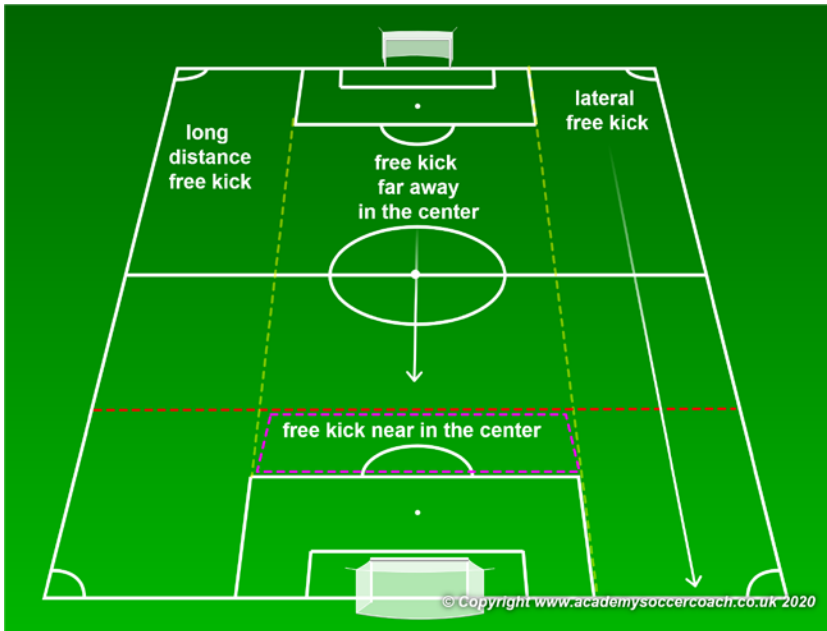 lateral
free kick
long
distance
free kick
free kick
far away
in the center
free kick near in the center
© Copyright www.academysoccercoach.co.uk 2020